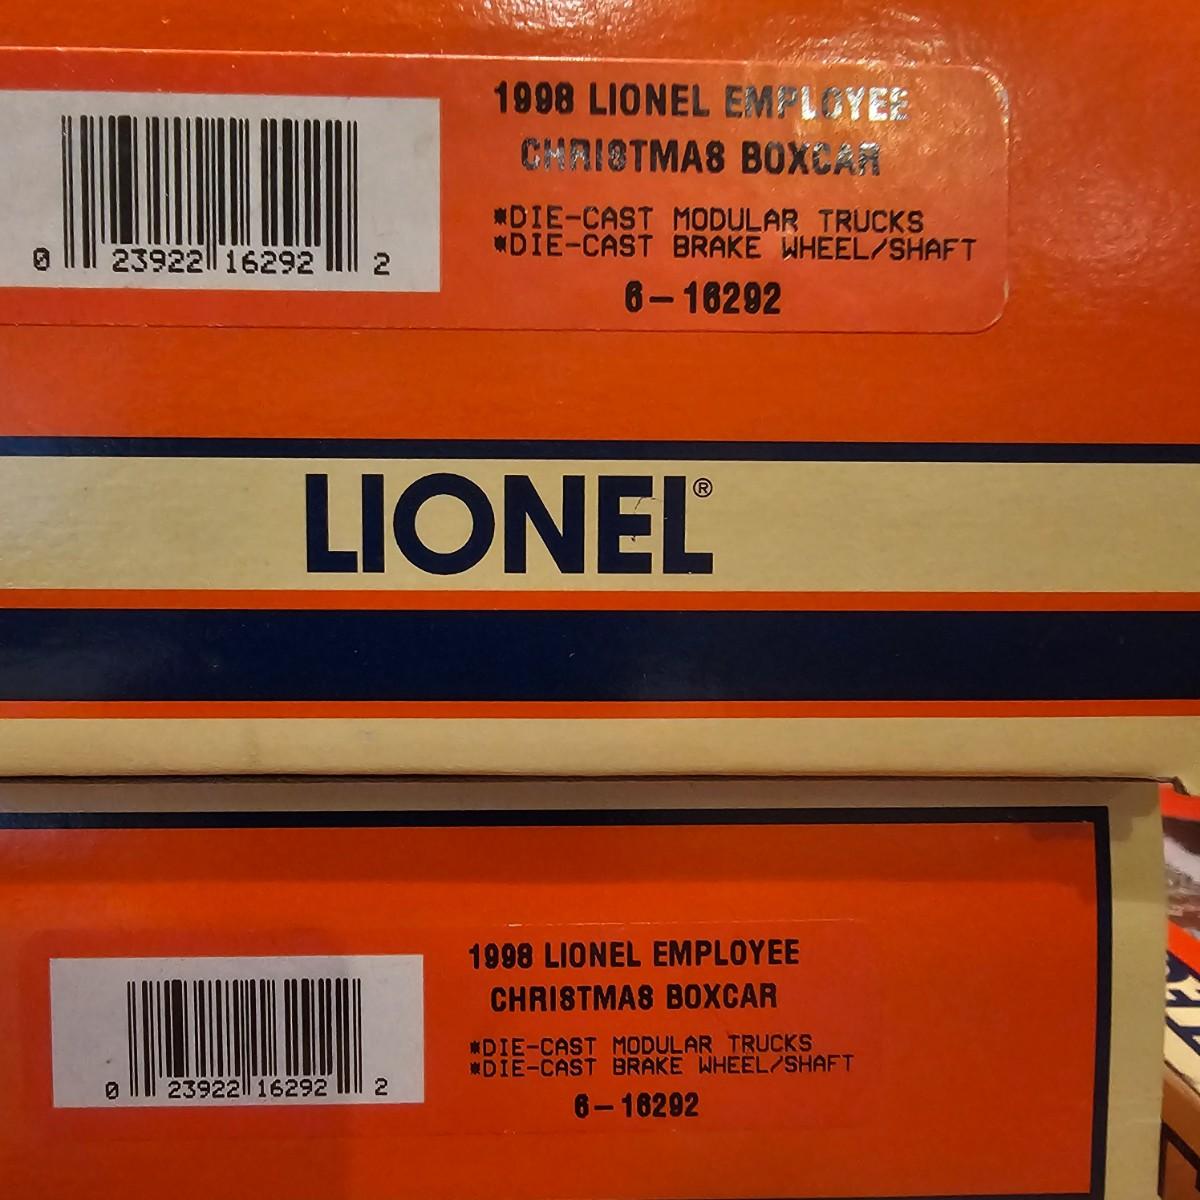 1998 LIONEL EMPLOYEE
CHRISTMAS BOXCAR
*DIE-CAST MODULAR TRUCKS
*DIE-CAST BRAKE WHEEL/SHAFT
6-16292
0 23922 16292 2
LIONEL®
1998 LIONEL EMPLOYEE
CHRISTMAS BOXCAR
*DIE-CAST MODULAR TRUCKS
*DIE-CAST BRAKE WHEEL/SHAFT
6-16292
0 23922 16292 2